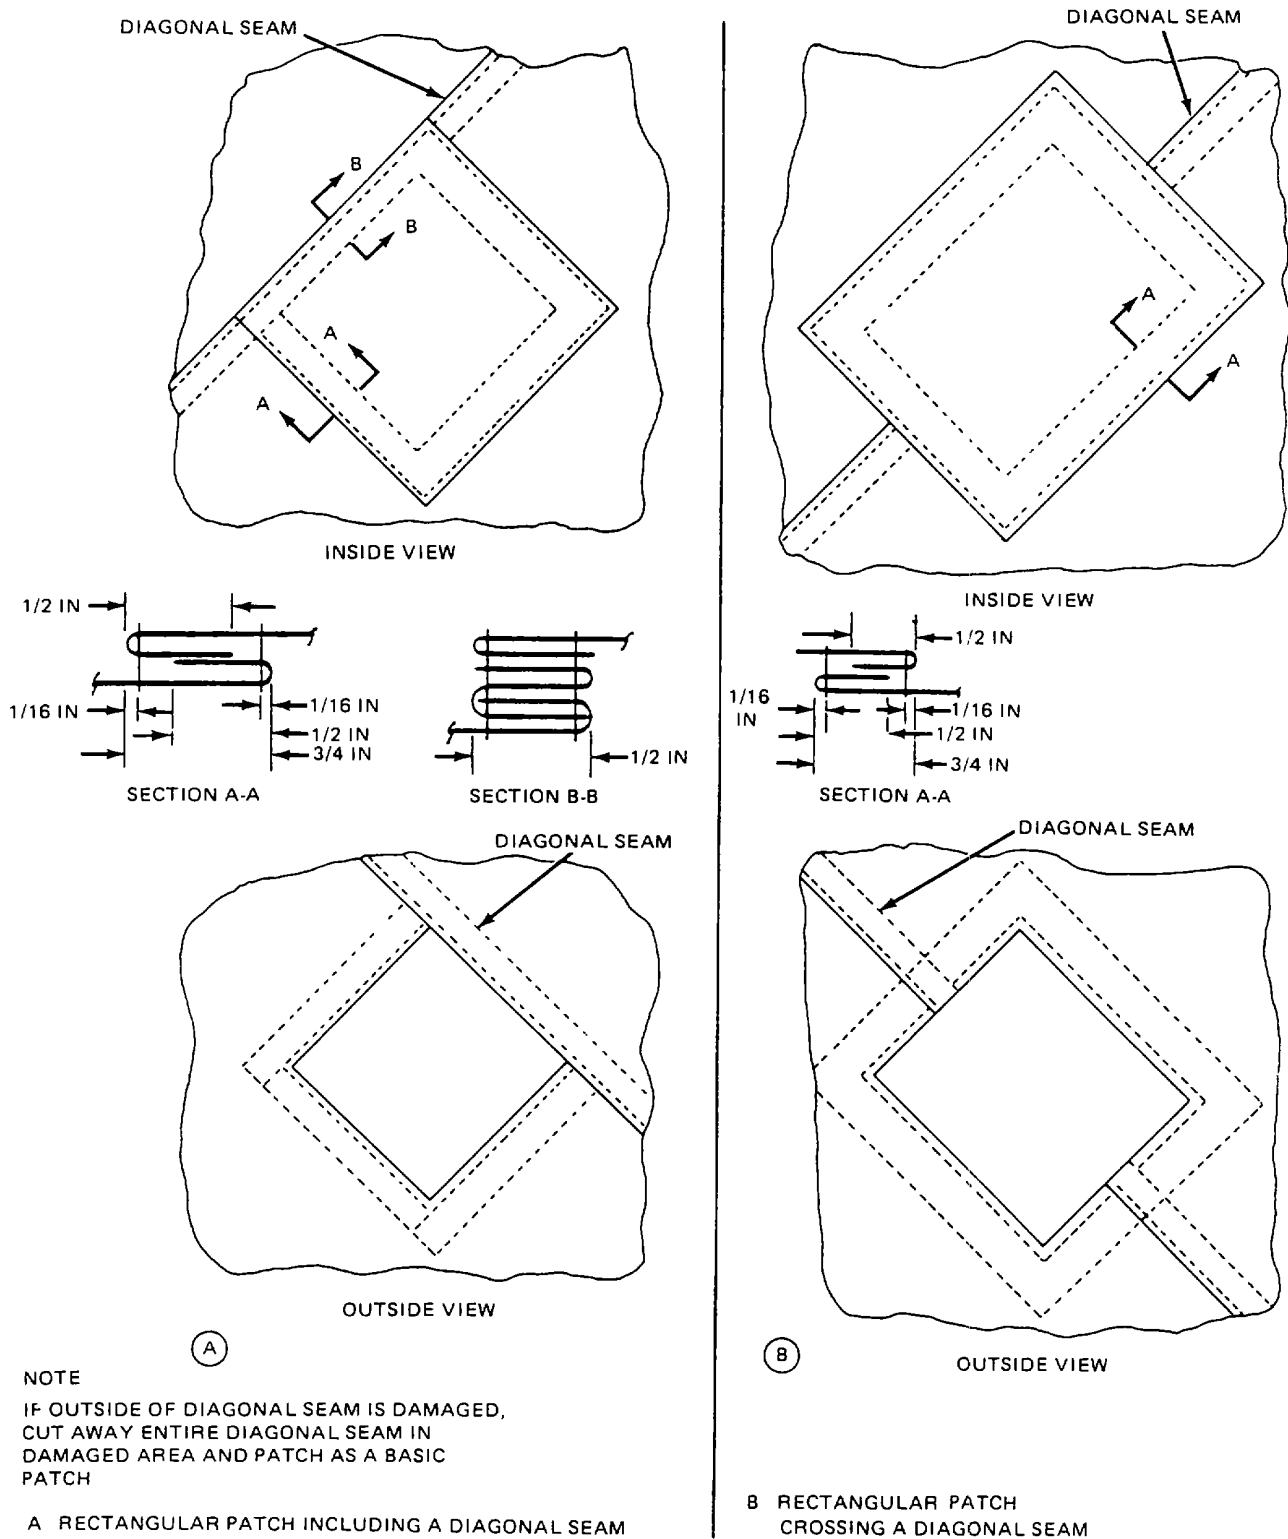 DIAGONAL SEAM
B
B
A
A
INSIDE VIEW
1/2 IN
1/16 IN
1/16 IN
1/2 IN
3/4 IN
SECTION A-A
1/2 IN
SECTION B-B
DIAGONAL SEAM
OUTSIDE VIEW
A
NOTE
IF OUTSIDE OF DIAGONAL SEAM IS DAMAGED,
CUT AWAY ENTIRE DIAGONAL SEAM IN
DAMAGED AREA AND PATCH AS A BASIC
PATCH
A RECTANGULAR PATCH INCLUDING A DIAGONAL SEAM
DIAGONAL SEAM
A
A
INSIDE VIEW
1/2 IN
1/16
IN
1/16 IN
1/2 IN
3/4 IN
SECTION A-A
DIAGONAL SEAM
B
OUTSIDE VIEW
B RECTANGULAR PATCH
CROSSING A DIAGONAL SEAM